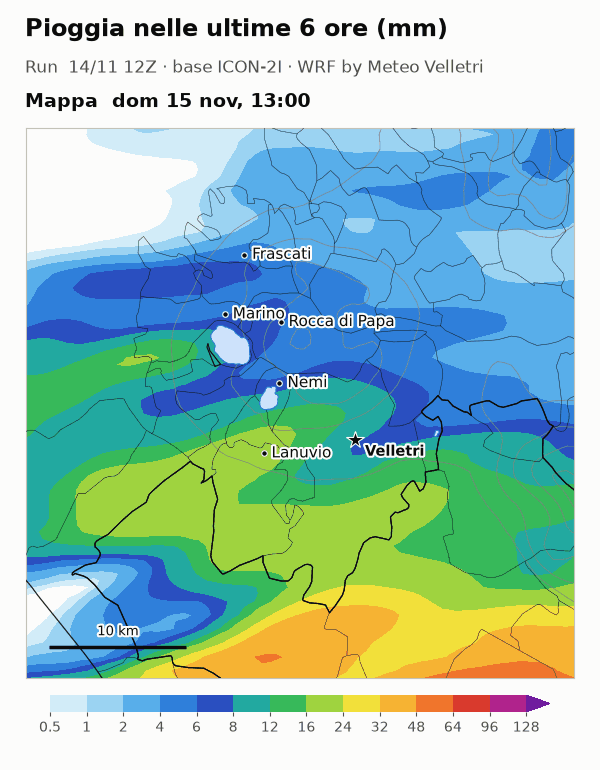 Pioggia nelle ultime 6 ore (mm)
Run  14/11 12Z · base ICON-2I · WRF by Meteo Velletri
Mappa  dom 15 nov, 13:00
Frascati
Marino
Rocca di Papa
Nemi
Velletri
Lanuvio
10 km
0.5 1 2 4 6 8 12 16 24 32 48 64 96 128